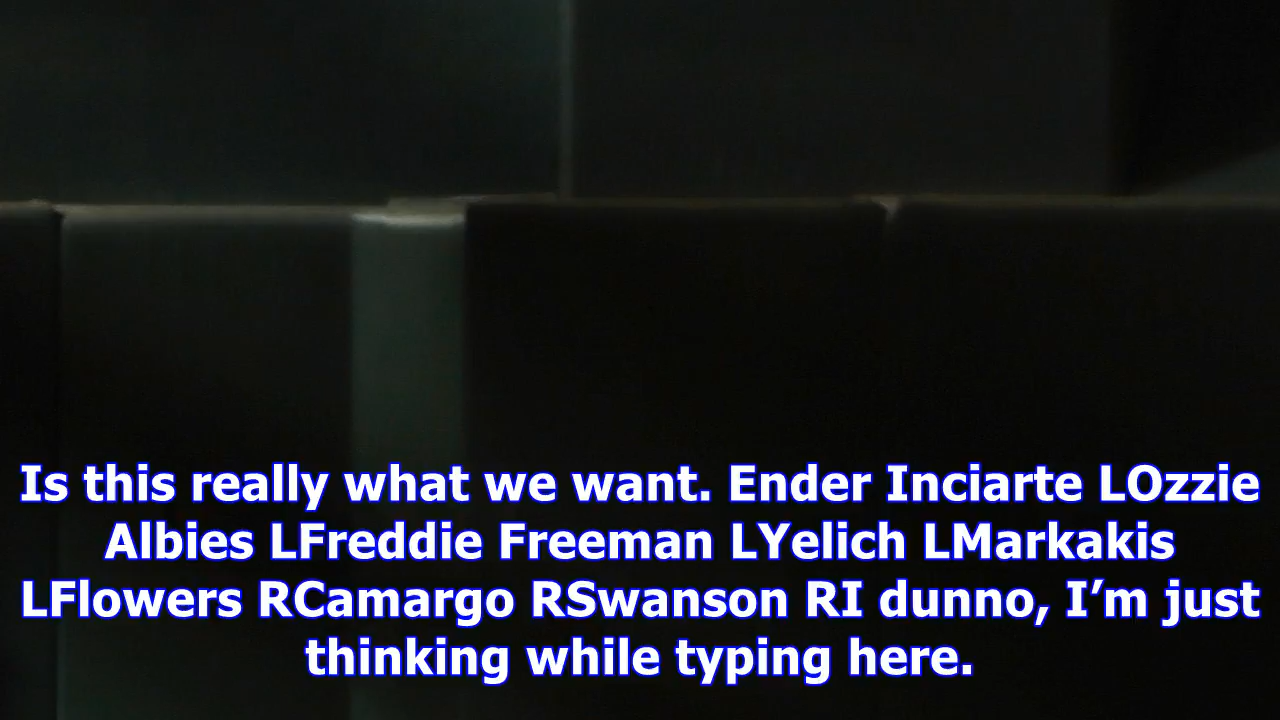 Is this really what we want. Ender Inciarte LOzzie
Albies LFreddie Freeman LYelich LMarkakis
LFlowers RCamargo RSwanson RI dunno, I’m just
thinking while typing here.